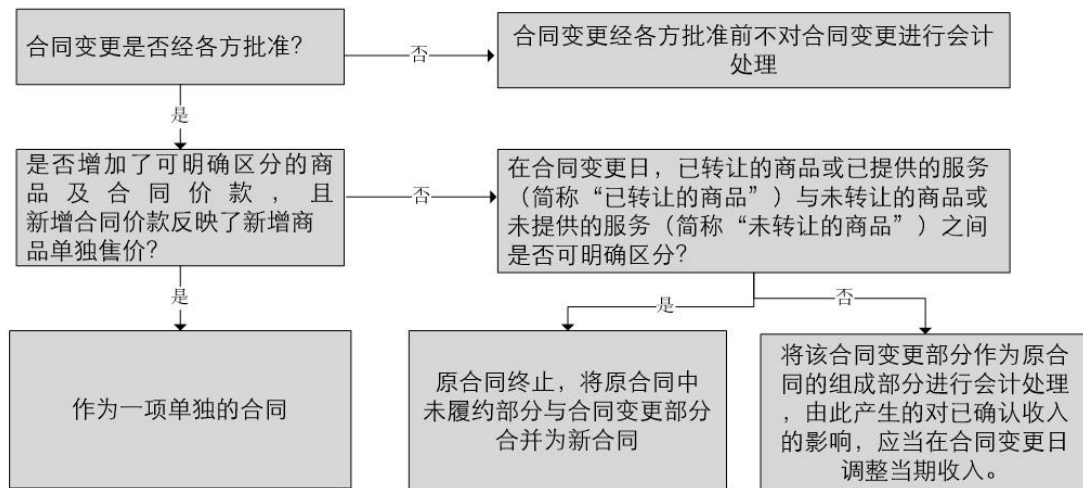 合同变更是否经各方批准？
否
合同变更经各方批准前不对合同变更进行会计
处理
是
是否增加了可明确区分的商
品及合同价款，且
新增合同价款反映了新增商
品单独售价？
否
在合同变更日，已转让的商品或已提供的服务
（简称“已转让的商品”）与未转让的商品或
未提供的服务（简称“未转让的商品”）之间
是否可明确区分？
是
是
否
作为一项单独的合同
原合同终止，将原合同中
未履约部分与合同变更部分
合并为新合同
将该合同变更部分作为原合
同的组成部分进行会计处理
，由此产生的对已确认收入
的影响，应当在合同变更日
调整当期收入。